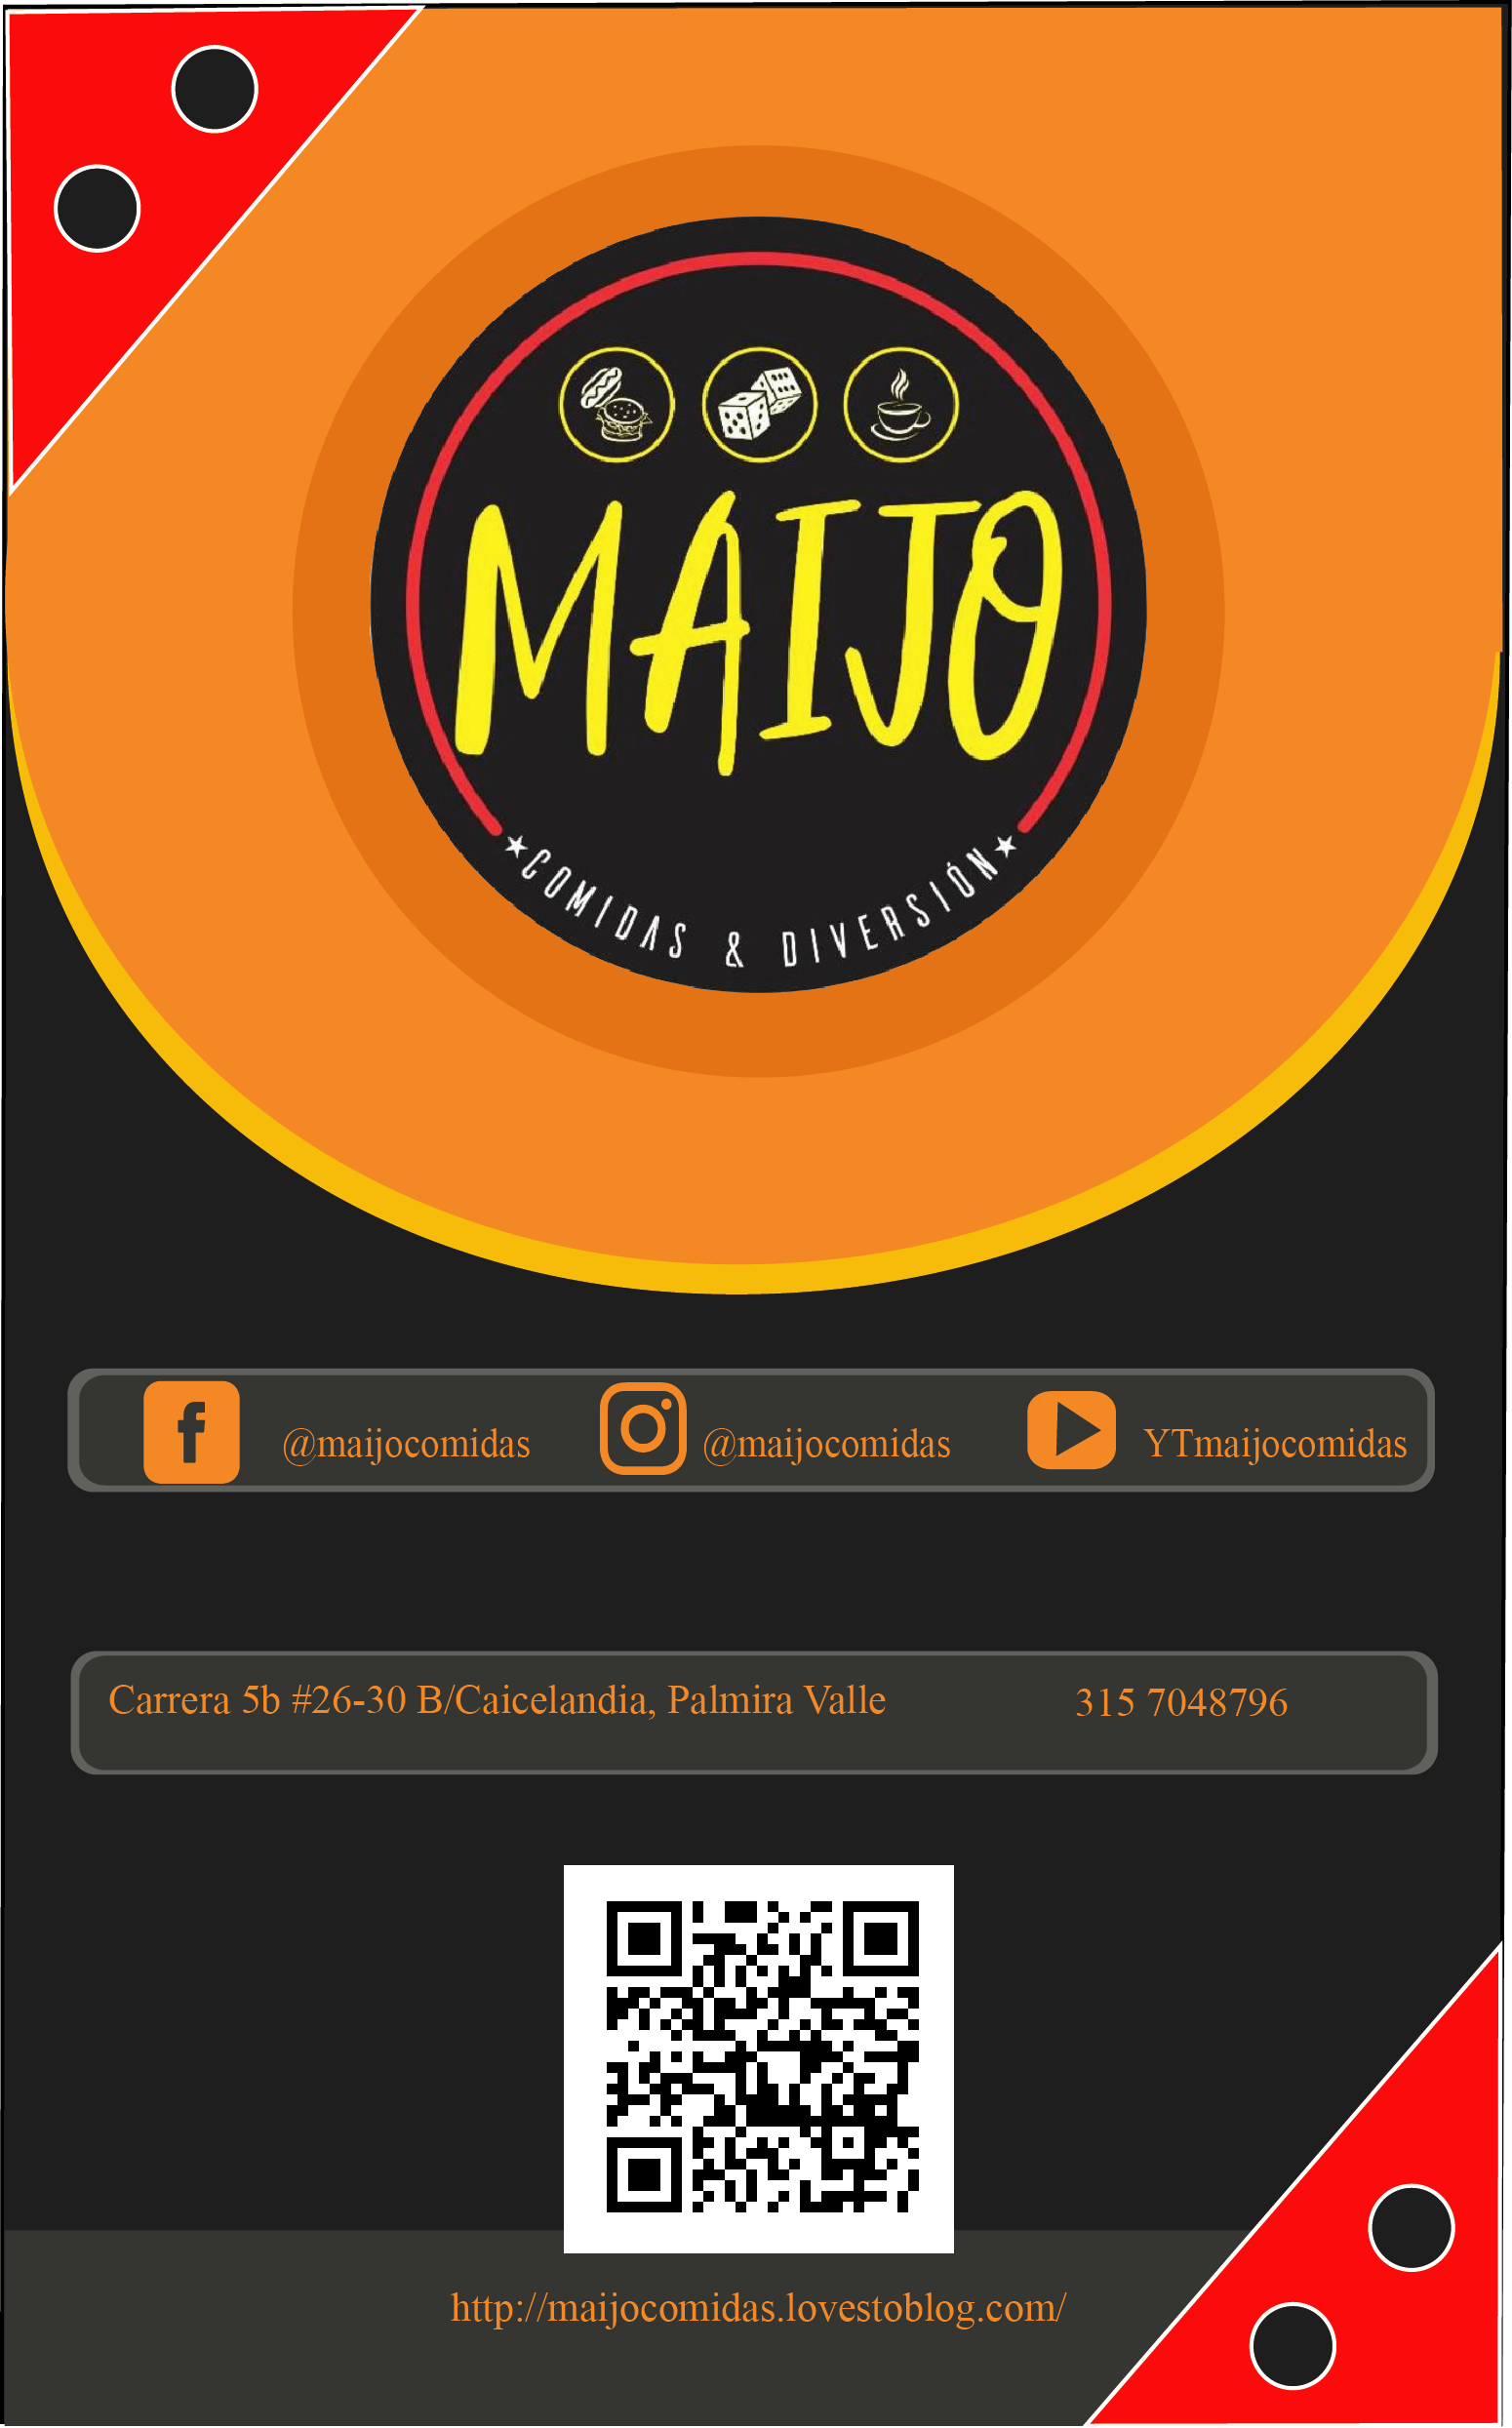 MAIJO
COMIDAS & DIVERSIÓN
@maijocomidas @maijocomidas YTmaijocomidas
Carrera 5b #26-30 B/Caicelandia, Palmira Valle 315 7048796
http://maijocomidas.lovestoblog.com/